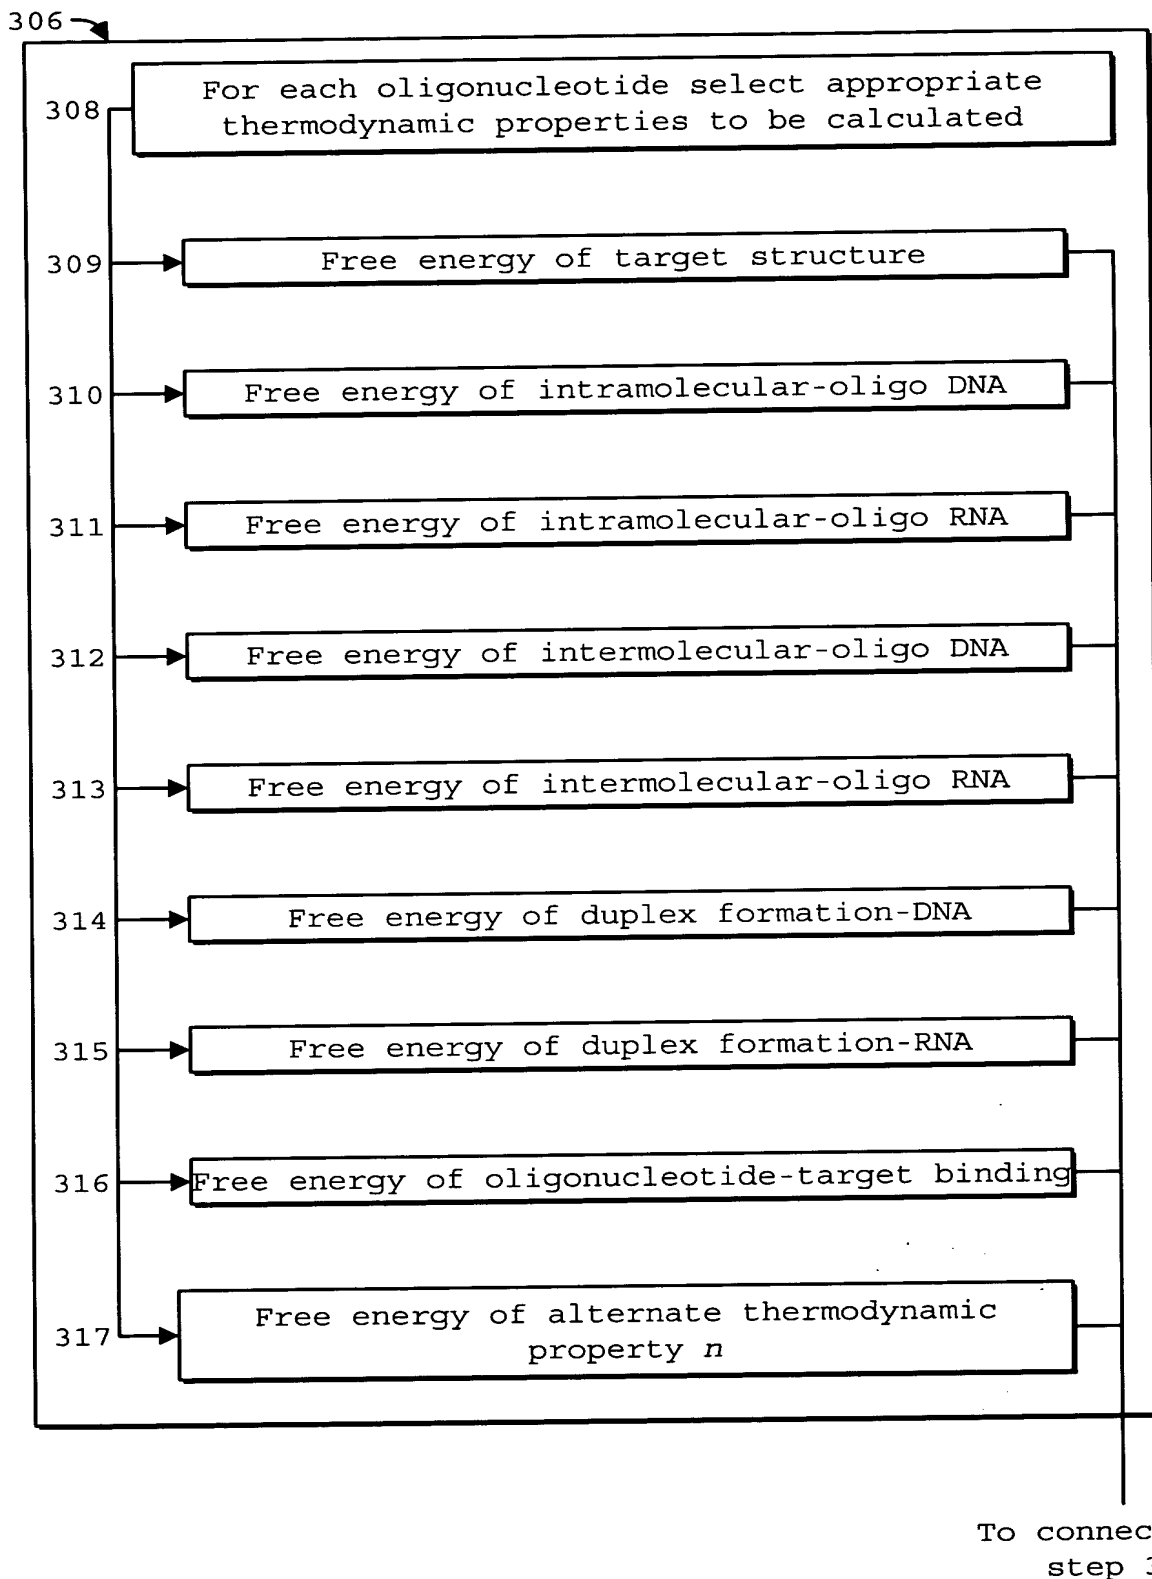 306
308
For each oligonucleotide select appropriate
thermodynamic properties to be calculated
309
Free energy of target structure
310
Free energy of intramolecular-oligo DNA
311
Free energy of intramolecular-oligo RNA
312
Free energy of intermolecular-oligo DNA
313
Free energy of intermolecular-oligo RNA
314
Free energy of duplex formation-DNA
315
Free energy of duplex formation-RNA
316
Free energy of oligonucleotide-target binding
317
Free energy of alternate thermodynamic
property n
To
step